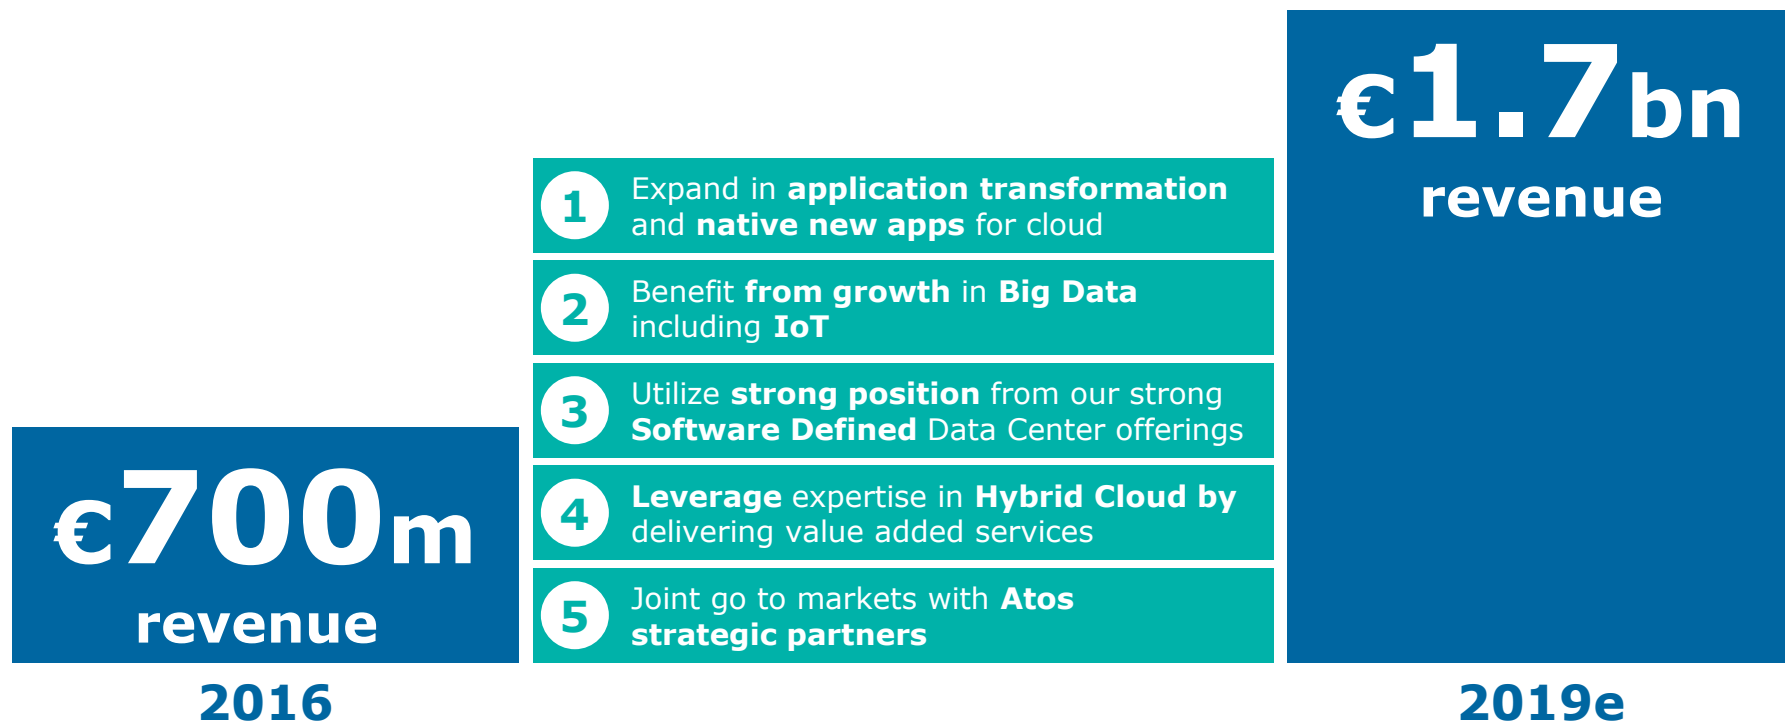 €700m
revenue
2016
1
Expand in application transformation
and native new apps for cloud
2
Benefit from growth in Big Data
including IoT
3
Utilize strong position from our strong
Software Defined Data Center offerings
4
Leverage expertise in Hybrid Cloud by
delivering value added services
5
Joint go to markets with Atos
strategic partners
€1.7bn
revenue
2019e